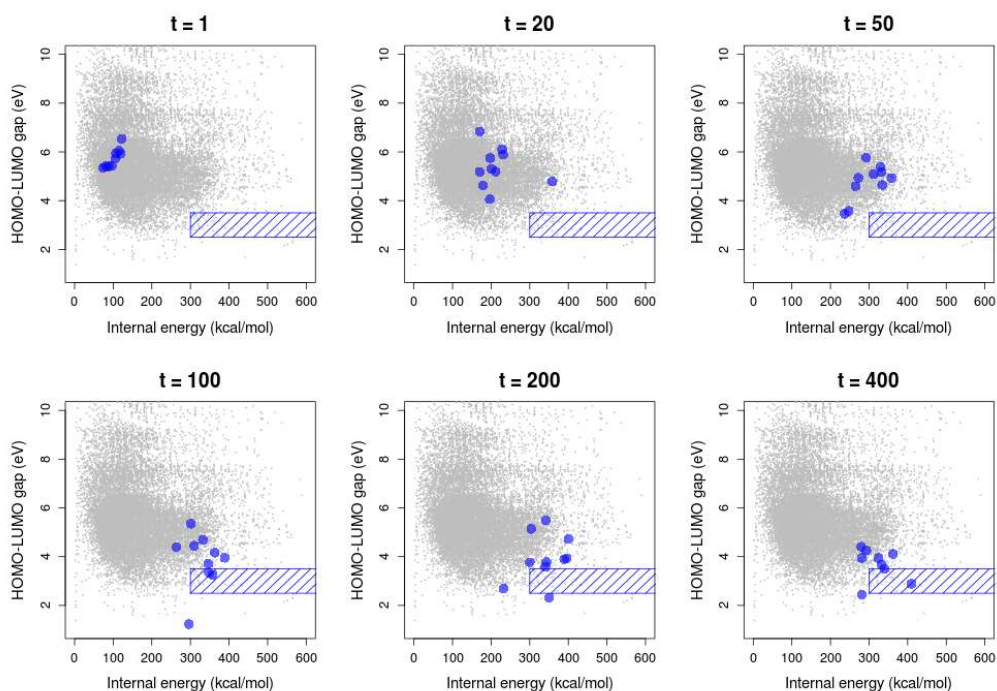 t = 1
HOMO-LUMO gap (eV)
10
8
6
4
2
0 100 200 300 400 500 600
Internal energy (kcal/mol)
t = 20
HOMO-LUMO gap (eV)
10
8
6
4
2
0 100 200 300 400 500 600
Internal energy (kcal/mol)
t = 50
HOMO-LUMO gap (eV)
10
8
6
4
2
0 100 200 300 400 500 600
Internal energy (kcal/mol)
t = 100
HOMO-LUMO gap (eV)
10
8
6
4
2
0 100 200 300 400 500 600
Internal energy (kcal/mol)
t = 200
HOMO-LUMO gap (eV)
10
8
6
4
2
0 100 200 300 400 500 600
Internal energy (kcal/mol)
t = 400
HOMO-LUMO gap (eV)
10
8
6
4
2
0 100 200 300 400 500 600
Internal energy (kcal/mol)